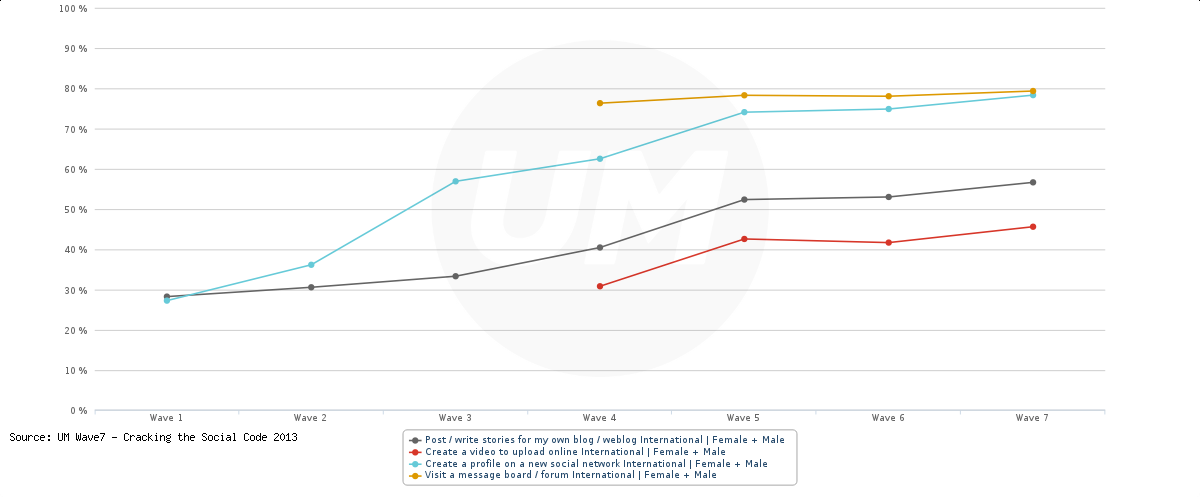 100 %
90 %
80 %
70 %
60 %
50 %
40 %
30 %
20 %
10 %
0 %
UM
Wave 1 Wave 2 Wave 3 Wave 4 Wave 5 Wave 6 Wave 7
Source: UM Wave7 - Cracking the Social Code 2013
Post / write stories for my own blog / weblog International | Female + Male
Create a video to upload online International | Female + Male
Create a profile on a new social network International | Female + Male
Visit a message board / forum International | Female + Male